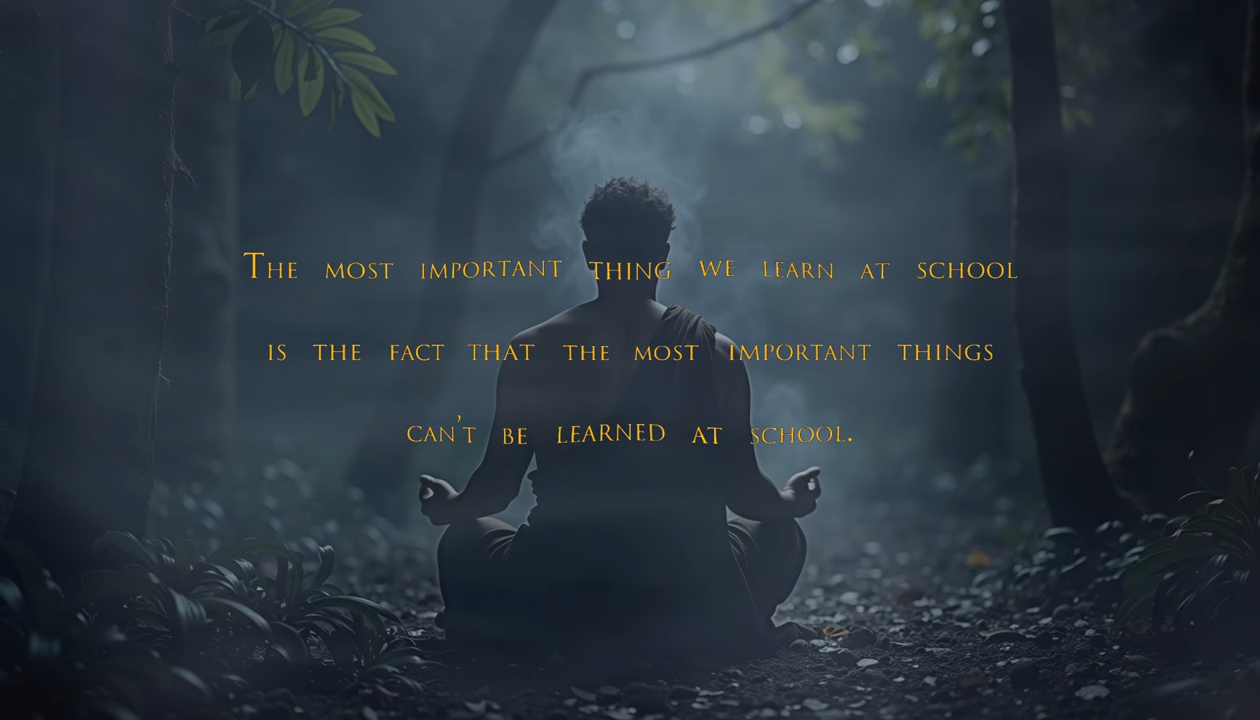 The most important thing we learn at school
is the fact that the most important things
can't be learned at school.